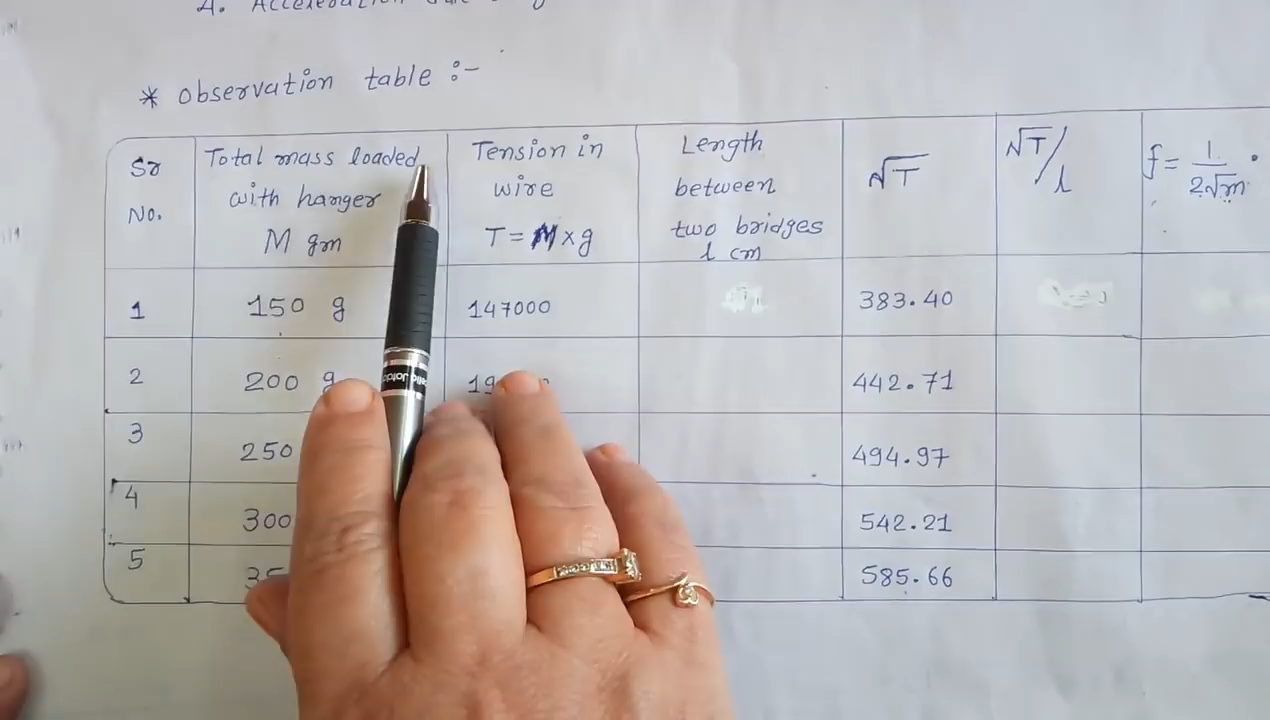 * Observation table :-
Sr No.
Total mass loaded with hanger M gm
Tension in wire T = M x g
Length between two bridges l cm
√T
√T/l
f = 1/2√m .
1 150 g 147000 383.40
2 200 g 442.71
3 250 494.97
4 300 542.21
5 585.66